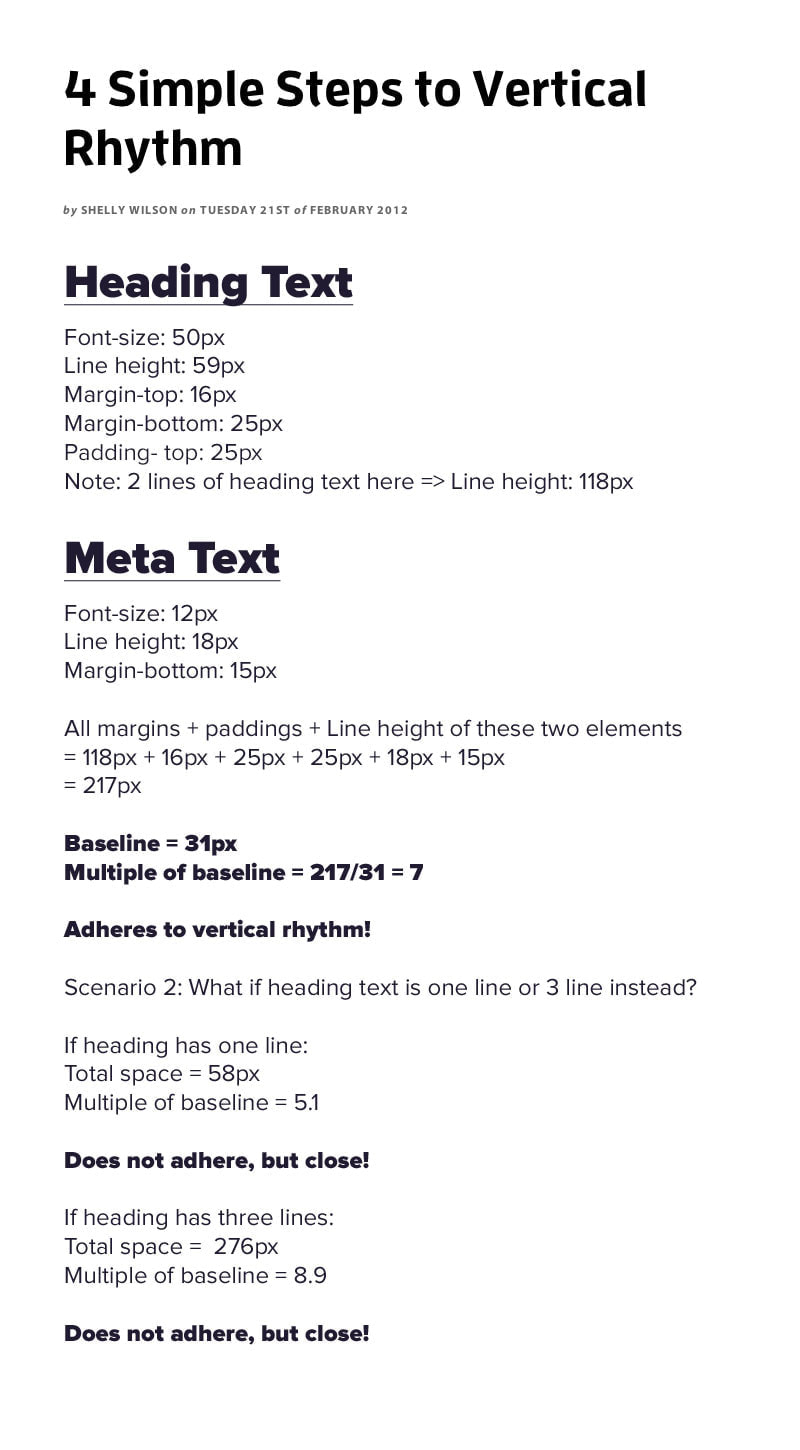 4 Simple Steps to Vertical
Rhythm
by SHELLY WILSON on TUESDAY 21ST of FEBRUARY 2012
Heading Text
Font-size: 50px
Line height: 59px
Margin-top: 16px
Margin-bottom: 25px
Padding- top: 25px
Note: 2 lines of heading text here => Line height: 118px
Meta Text
Font-size: 12px
Line height: 18px
Margin-bottom: 15px
All margins + paddings + Line height of these two elements
= 118px + 16px + 25px + 25px + 18px + 15px
= 217px
Baseline = 31px
Multiple of baseline = 217/31 = 7
Adheres to vertical rhythm!
Scenario 2: What if heading text is one line or 3 line instead?
If heading has one line:
Total space = 58px
Multiple of baseline = 5.1
Does not adhere, but close!
If heading has three lines:
Total space =  276px
Multiple of baseline = 8.9
Does not adhere, but close!